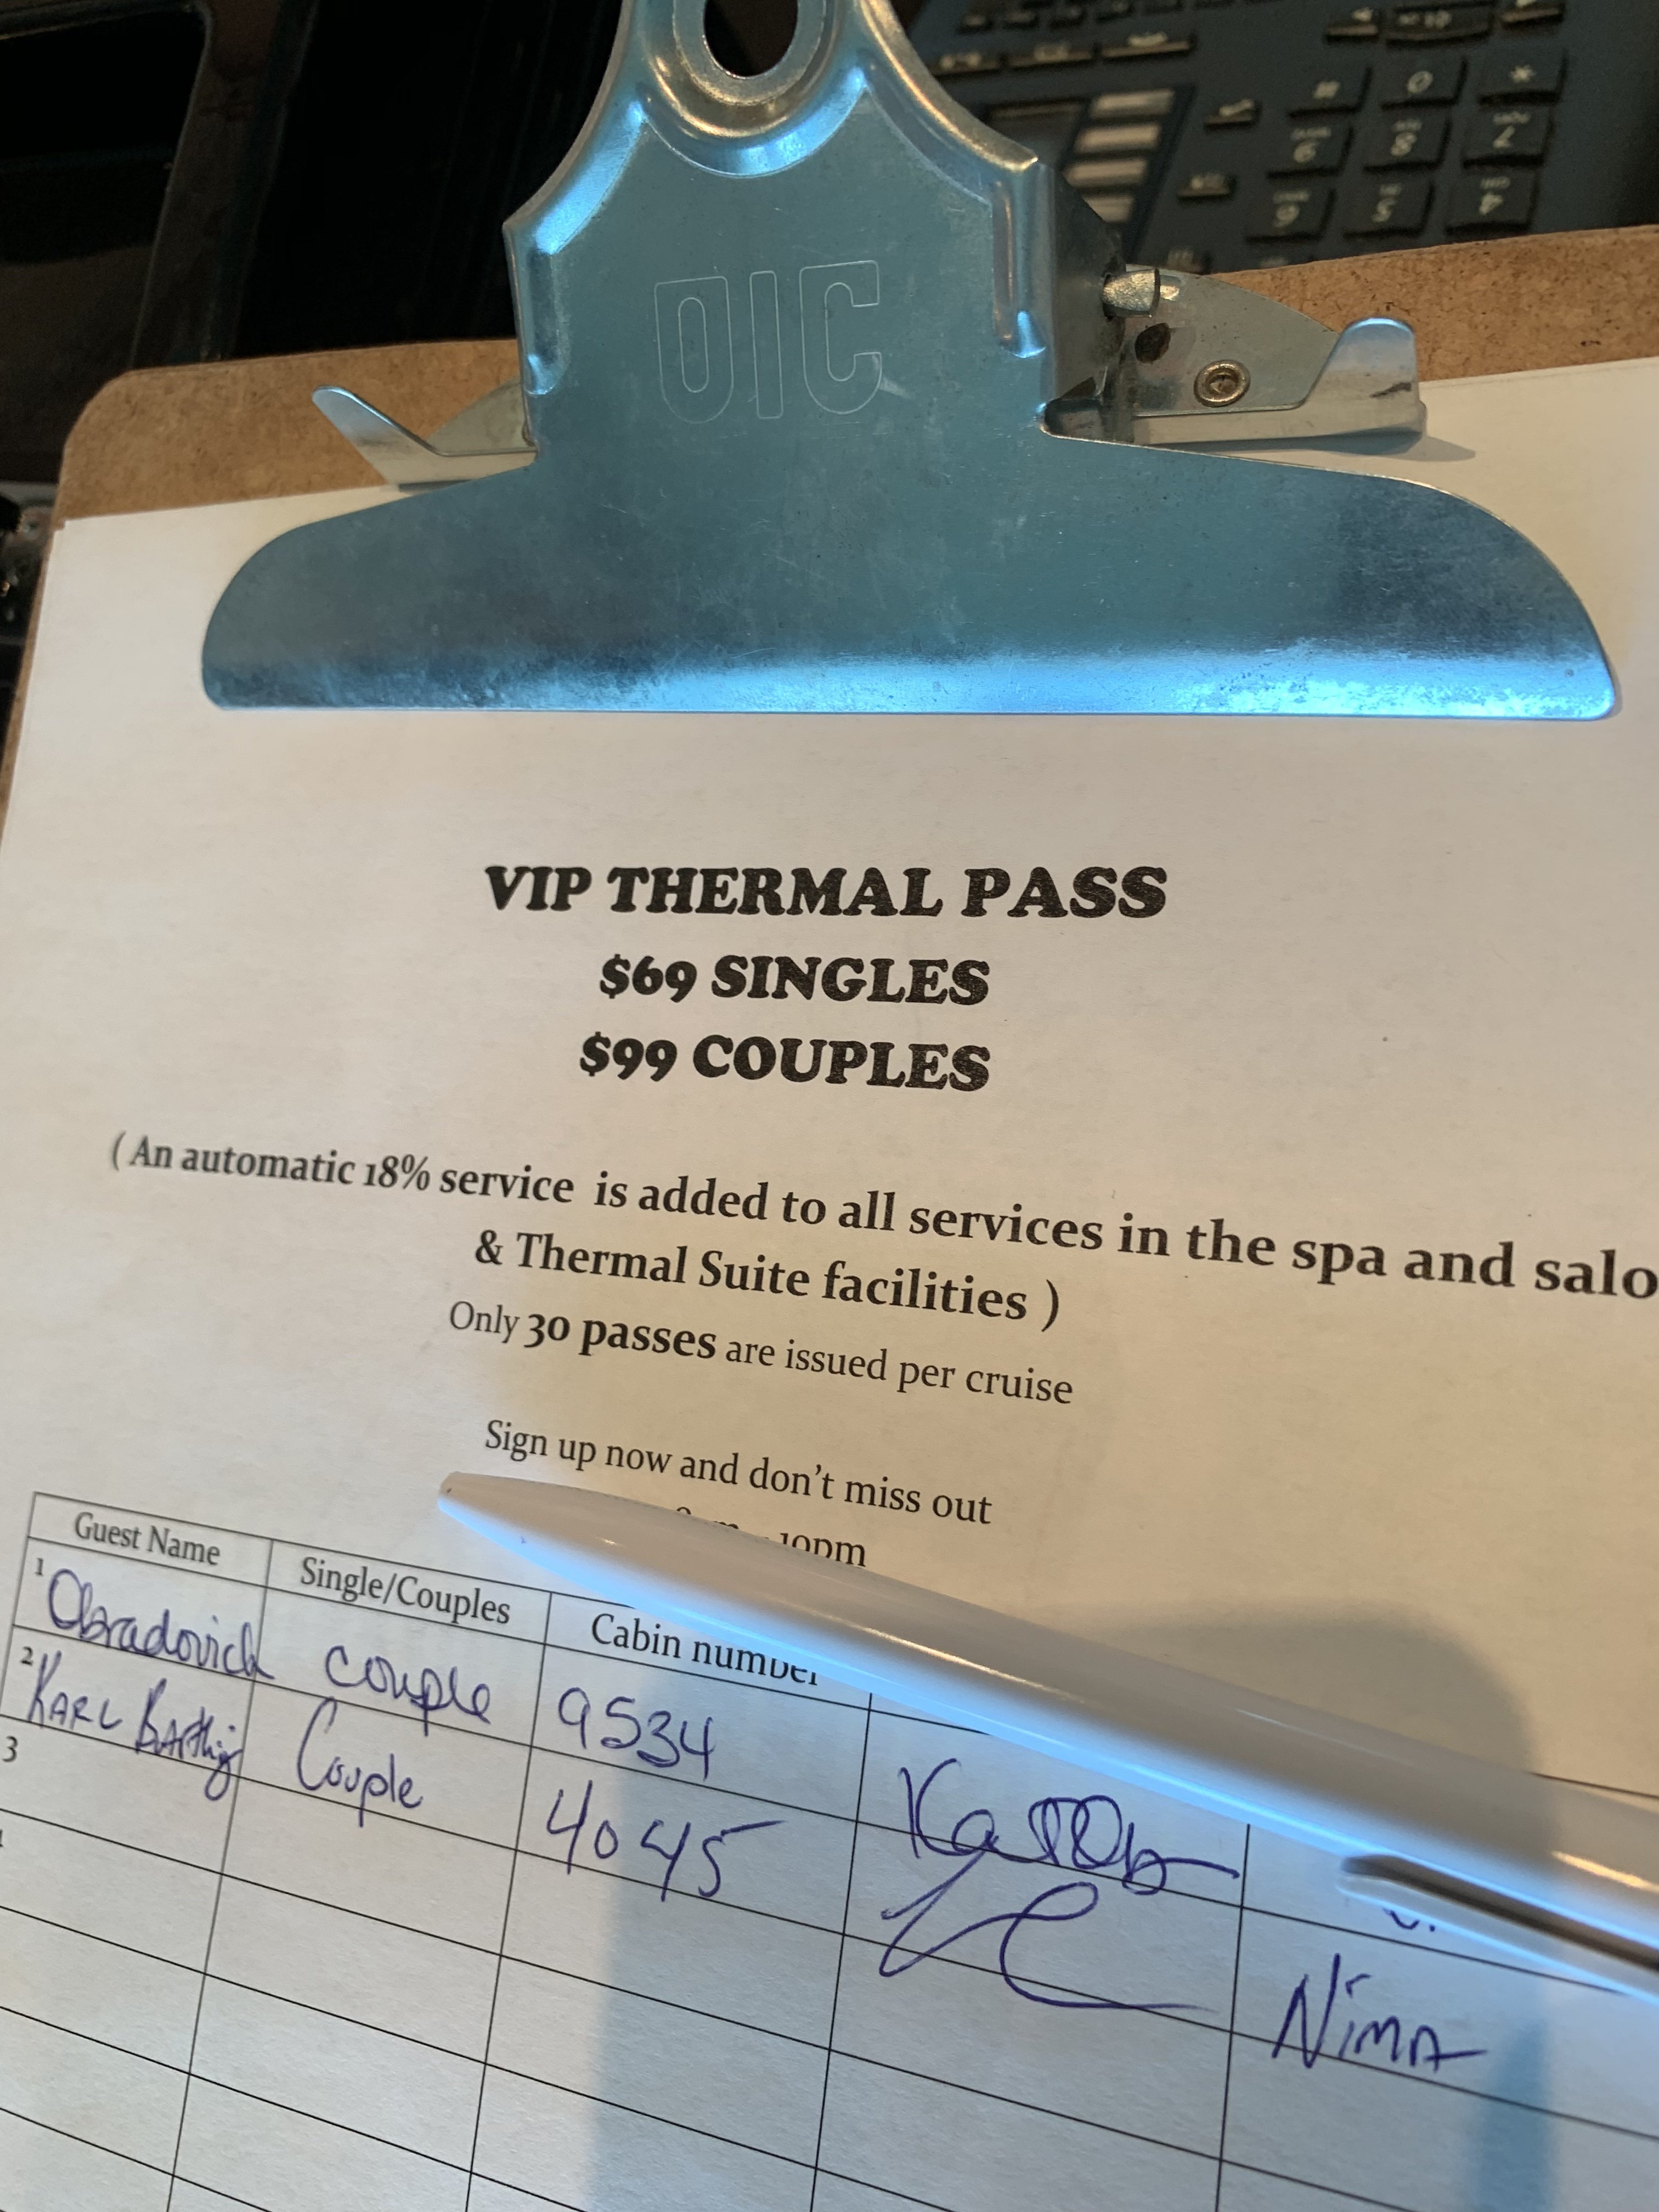 OIC
VIP THERMAL PASS
$69 SINGLES
$99 COUPLES
( An automatic 18% service is added to all services in the spa and salo
& Thermal Suite facilities )
Only 30 passes are issued per cruise
Sign up now and don't miss out
10pm
Guest Name Single/Couples Cabin number
1 Obradovich couple 9534
2 KARL Couple 4045 Nima
3